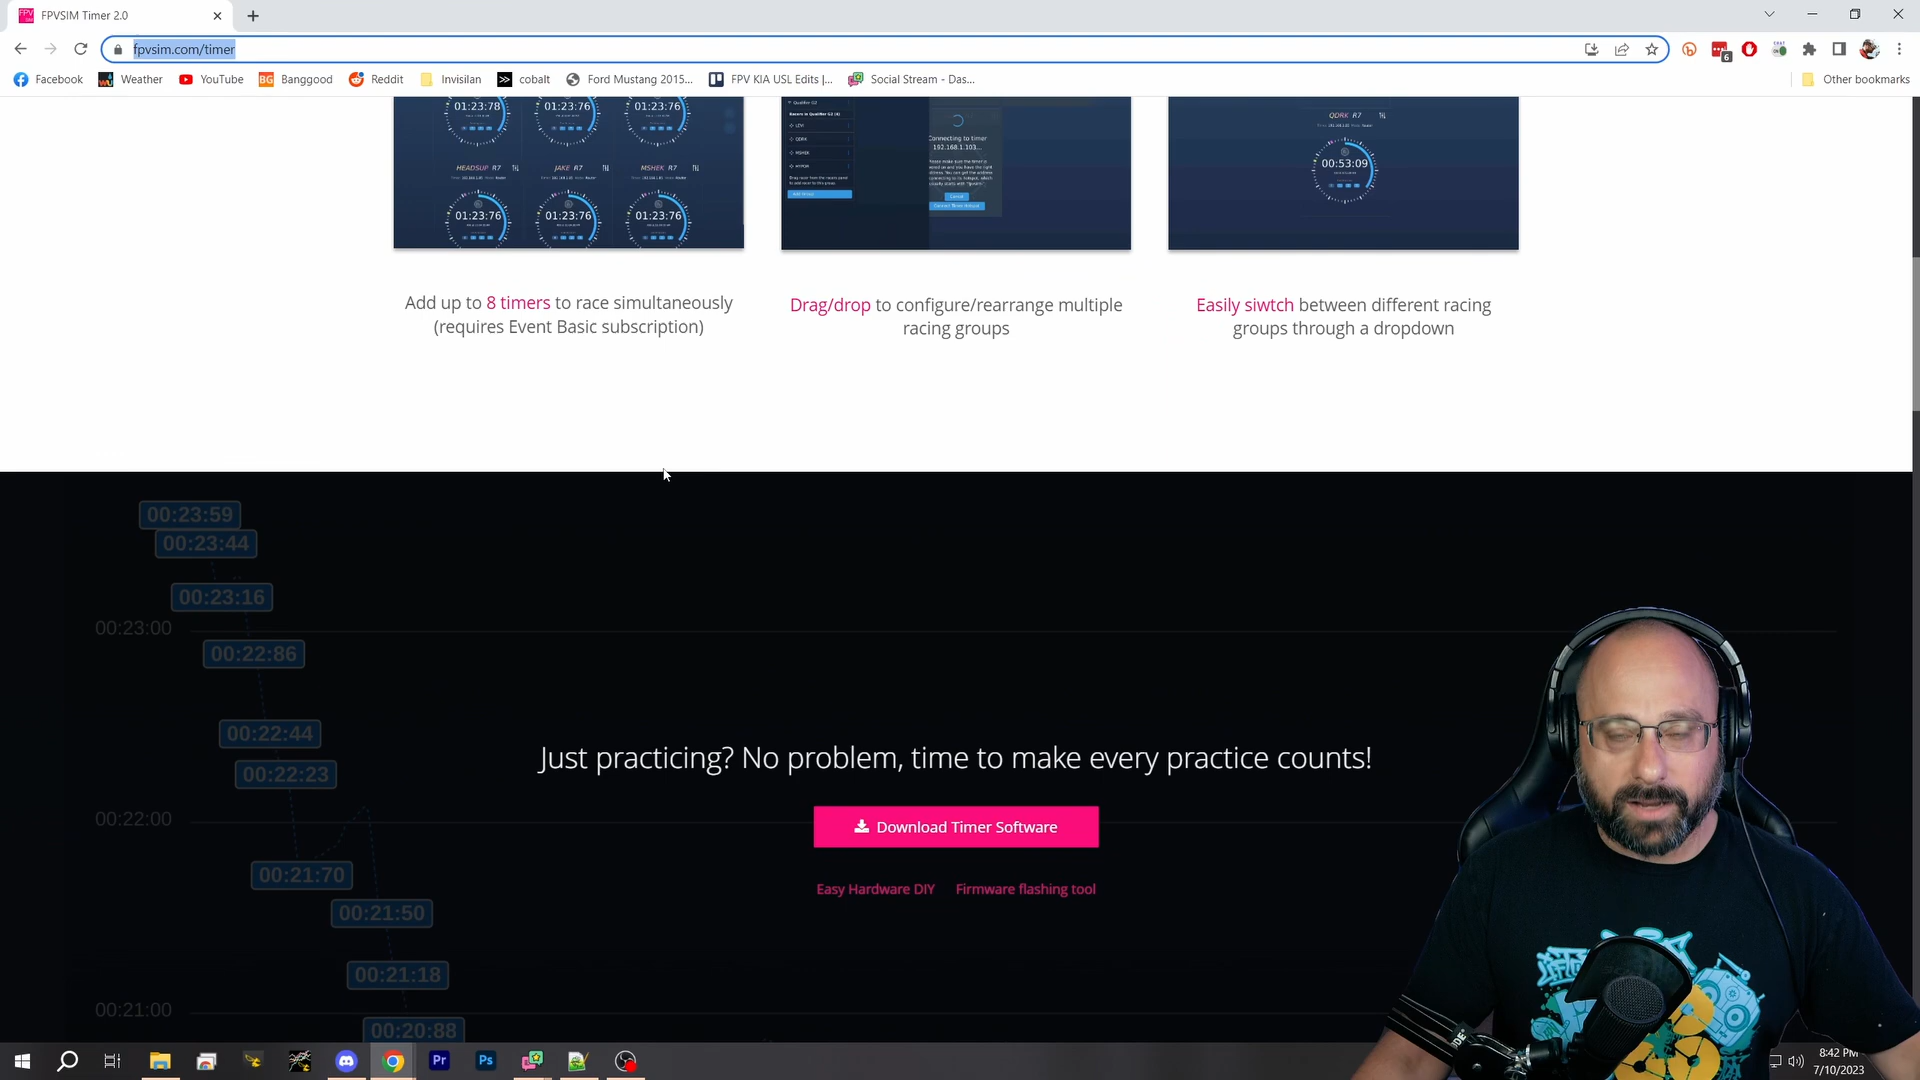 FPVSIM Timer 2.0
fpvsim.com/timer
6
Facebook
Weather
YouTube
BG Banggood
Reddit
Invisilan
cobalt
Ford Mustang 2015...
FPV KIA USL Edits |...
Social Stream - Das...
Other bookmarks
01:23:78
01:23:76
01:23:76
HEADSUP R7
JAKE R7
MSHEK R7
01:23:76
01:23:76
01:23:76
Qualifier G2
Connecting to timer
192.168.1.103...
QDRK R7
00:53:09
Add up to 8 timers to race simultaneously
(requires Event Basic subscription)
Drag/drop to configure/rearrange multiple
racing groups
Easily siwtch between different racing
groups through a dropdown
00:23:59
00:23:44
00:23:16
00:23:00
00:22:86
00:22:44
00:22:23
00:22:00
00:21:70
00:21:50
00:21:18
00:21:00
00:20:88
Just practicing? No problem, time to make every practice counts!
Download Timer Software
Easy Hardware DIY
Firmware flashing tool
Pr
Ps
8:42 PM
7/10/2023